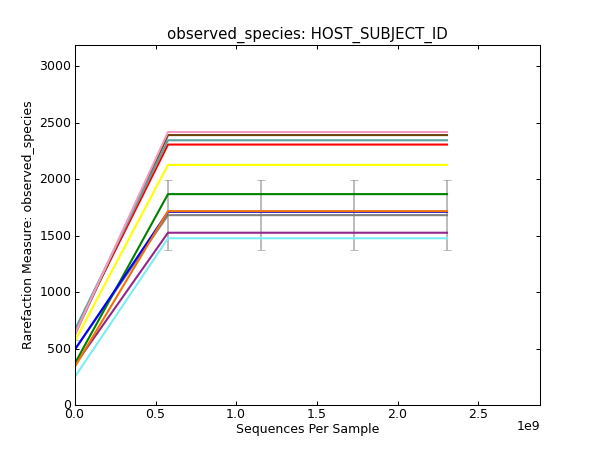 observed_species: HOST_SUBJECT_ID
Rarefaction Measure: observed_species
3000
2500
2000
1500
1000
500
0
0.0 0.5 1.0 1.5 2.0 2.5
Sequences Per Sample
1e9